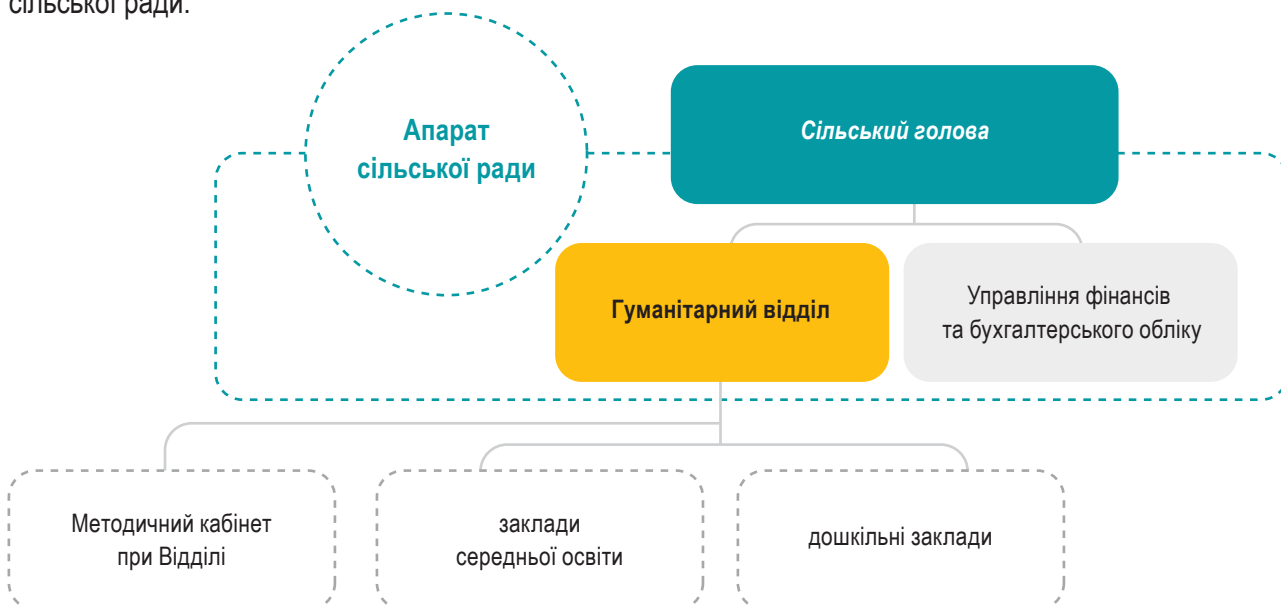 сільської ради.
Апарат
сільської ради
Сільський голова
Гуманітарний відділ
Управління фінансів
та бухгалтерського обліку
Методичний кабінет
при Відділі
заклади
середньої освіти
дошкільні заклади